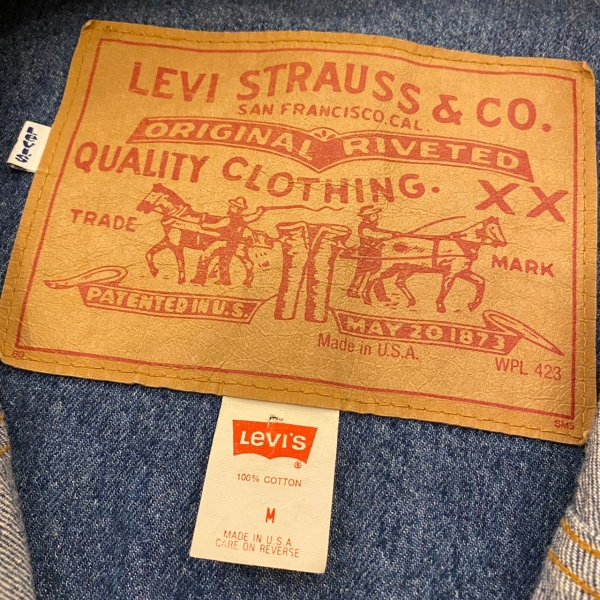 LEVI STRAUSS & CO.
SAN FRANCISCO, CAL.
ORIGINAL RIVETED
QUALITY CLOTHING.
XX
TRADE MARK
PATENTED IN U.S.
MAY 20 1873
Made in U.S.A.
WPL 423
SMS
Levi's
LEVI'S
®
100% COTTON
M
MADE IN U.S.A.
CARE ON REVERSE